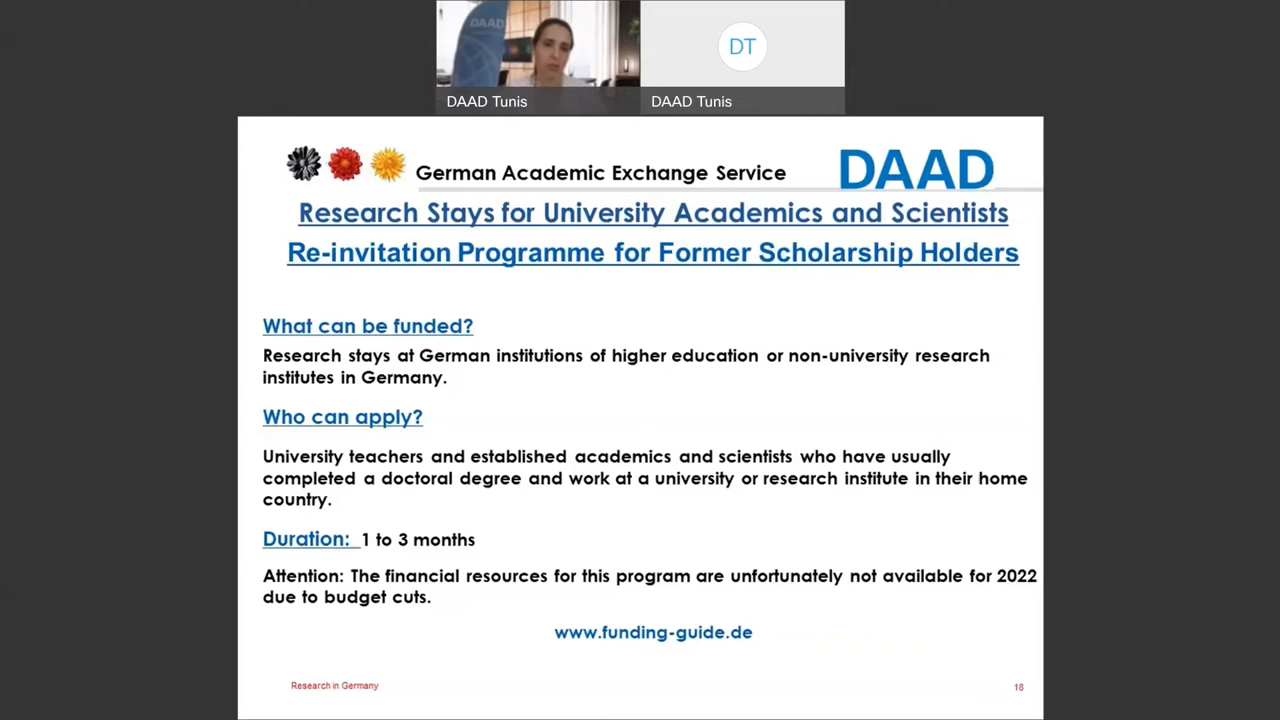 DAAD
DT
DAAD Tunis
DAAD Tunis
German Academic Exchange Service
DAAD
Research Stays for University Academics and Scientists
Re-invitation Programme for Former Scholarship Holders
What can be funded?
Research stays at German institutions of higher education or non-university research
institutes in Germany.
Who can apply?
University teachers and established academics and scientists who have usually
completed a doctoral degree and work at a university or research institute in their home
country.
Duration: 1 to 3 months
Attention: The financial resources for this program are unfortunately not available for 2022
due to budget cuts.
www.funding-guide.de
Research in Germany
18